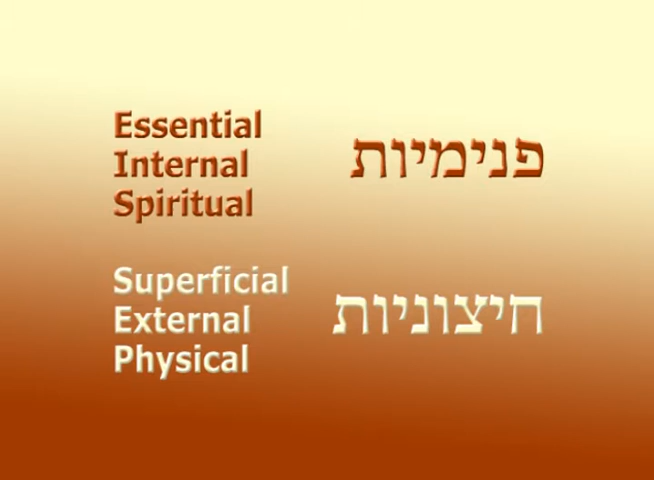 Essential
Internal
Spiritual
פנימיות
Superficial
External
Physical
חיצוניות